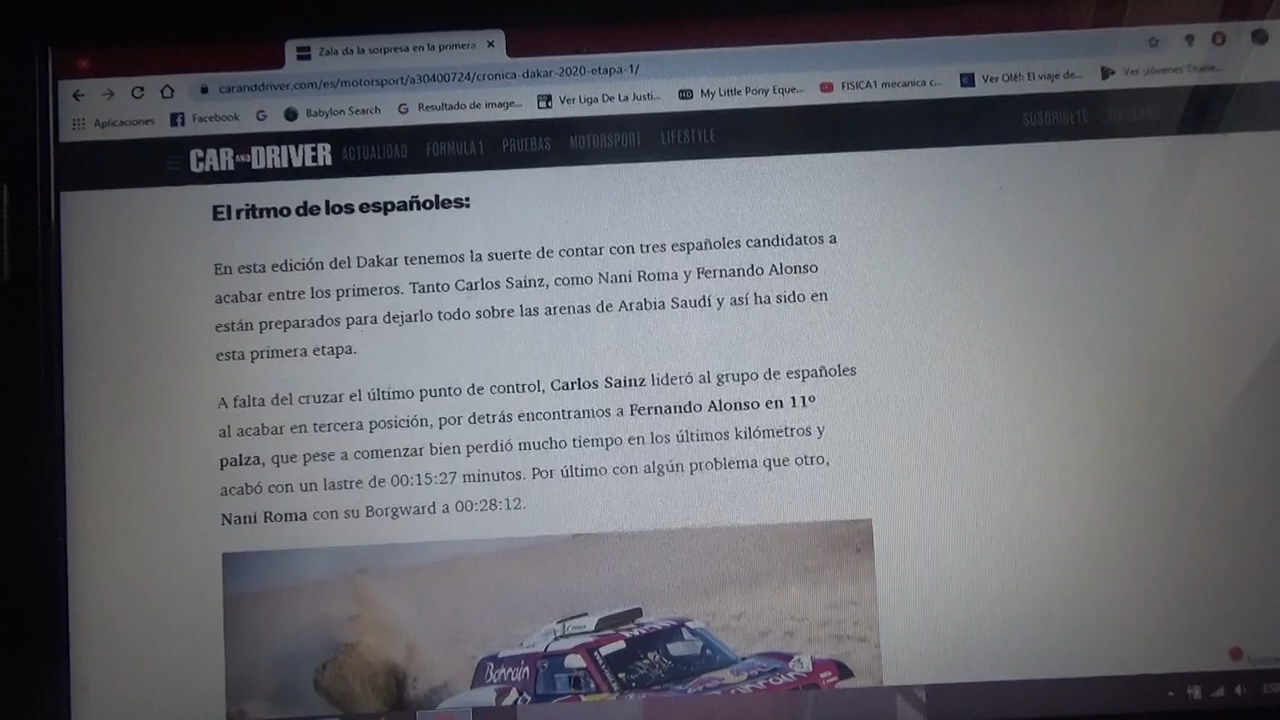 Zala da la sorpresa en la primera
caranddriver.com/es/motorsport/a30400724/cronica-dakar-2020-etapa-1/
Aplicaciones Facebook Babylon Search Resultado de image... Ver Liga De La Justi... My Little Pony Eque... FISICA1 mecanica c... Ver Olé!: El viaje de... Ver
CAR AND DRIVER ACTUALIDAD FÓRMULA 1 PRUEBAS MOTORSPORT LIFESTYLE SUSCRÍBETE
El ritmo de los españoles:
En esta edición del Dakar tenemos la suerte de contar con tres españoles candidatos a
acabar entre los primeros. Tanto Carlos Sainz, como Nani Roma y Fernando Alonso
están preparados para dejarlo todo sobre las arenas de Arabia Saudí y así ha sido en
esta primera etapa.
A falta del cruzar el último punto de control, Carlos Sainz lideró al grupo de españoles
al acabar en tercera posición, por detrás encontramos a Fernando Alonso en 11º
palza, que pese a comenzar bien perdió mucho tiempo en los últimos kilómetros y
acabó con un lastre de 00:15:27 minutos. Por último con algún problema que otro,
Nani Roma con su Borgward a 00:28:12.
Bahrain